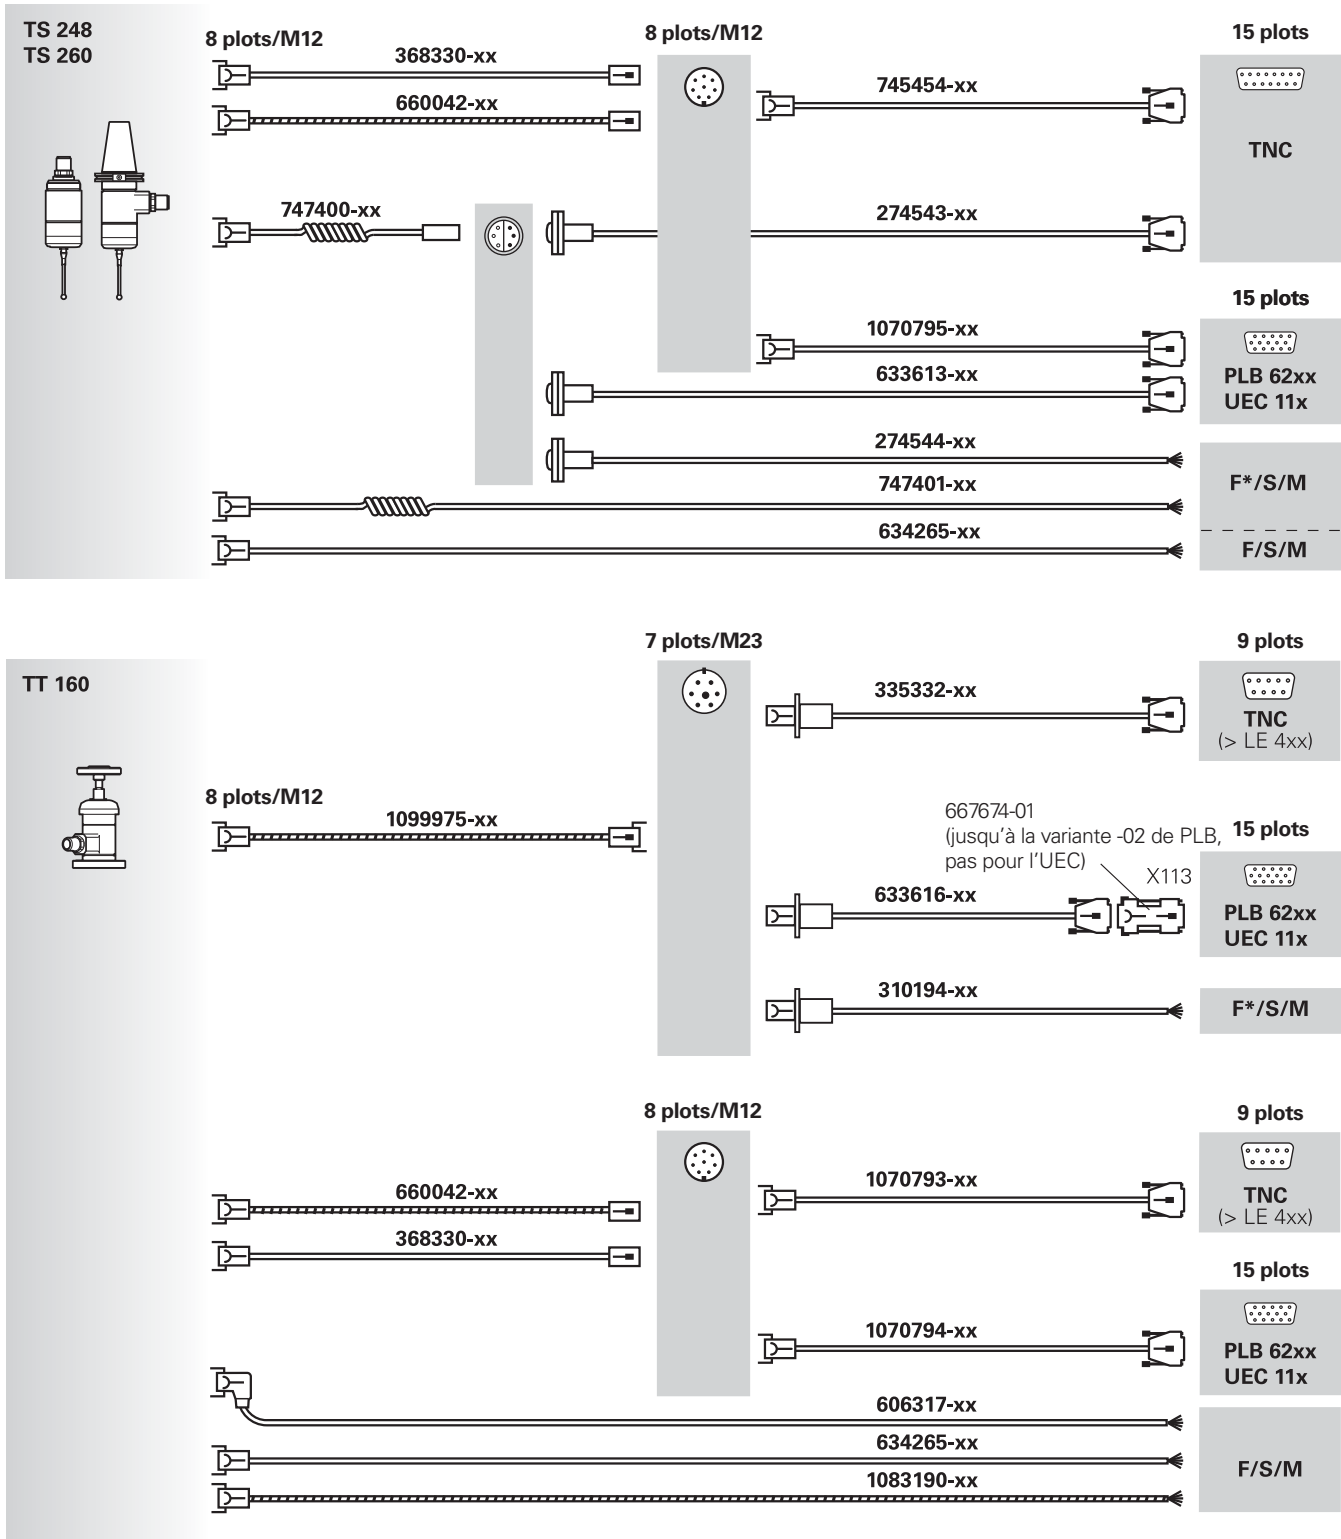 TS 248
TS 260
8 plots/M12
8 plots/M12
15 plots
368330-xx
660042-xx
745454-xx
TNC
747400-xx
274543-xx
15 plots
1070795-xx
633613-xx
PLB 62xx
UEC 11x
274544-xx
747401-xx
F*/S/M
634265-xx
F/S/M
7 plots/M23
9 plots
TT 160
335332-xx
TNC
(> LE 4xx)
8 plots/M12
1099975-xx
667674-01
(jusqu'à la variante -02 de PLB,
pas pour l'UEC)
15 plots
X113
633616-xx
PLB 62xx
UEC 11x
310194-xx
F*/S/M
8 plots/M12
9 plots
660042-xx
368330-xx
1070793-xx
TNC
(> LE 4xx)
15 plots
1070794-xx
PLB 62xx
UEC 11x
606317-xx
634265-xx
1083190-xx
F/S/M